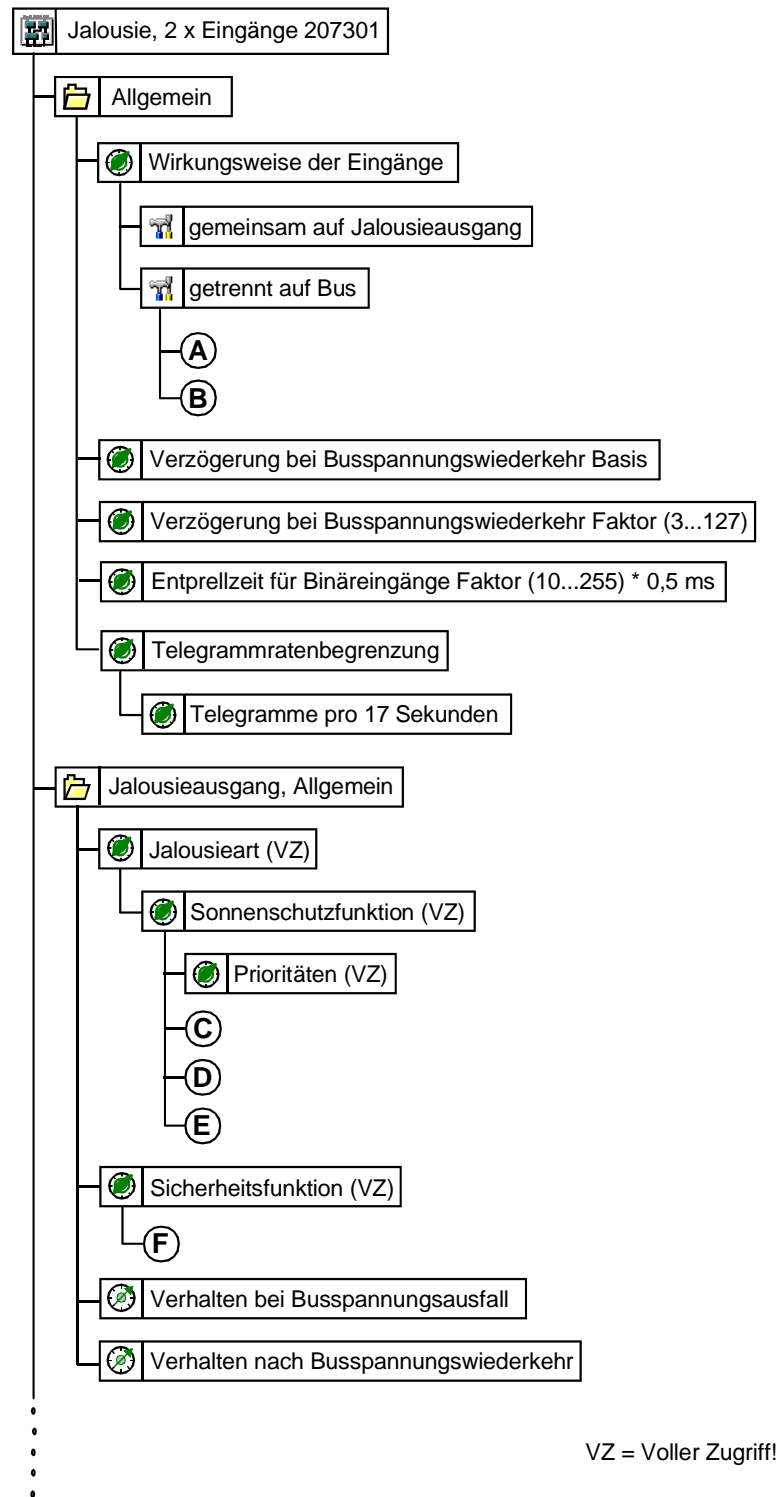 Jalousie, 2 x Eingänge 207301
Allgemein
Wirkungsweise der Eingänge
gemeinsam auf Jalousieausgang
getrennt auf Bus
A
B
Verzögerung bei Busspannungswiederkehr Basis
Verzögerung bei Busspannungswiederkehr Faktor (3...127)
Entprellzeit für Binäreingänge Faktor (10...255) * 0,5 ms
Telegrammratenbegrenzung
Telegramme pro 17 Sekunden
Jalousieausgang, Allgemein
Jalousieart (VZ)
Sonnenschutzfunktion (VZ)
Prioritäten (VZ)
C
D
E
Sicherheitsfunktion (VZ)
F
Verhalten bei Busspannungsausfall
Verhalten nach Busspannungswiederkehr
VZ = Voller Zugriff!